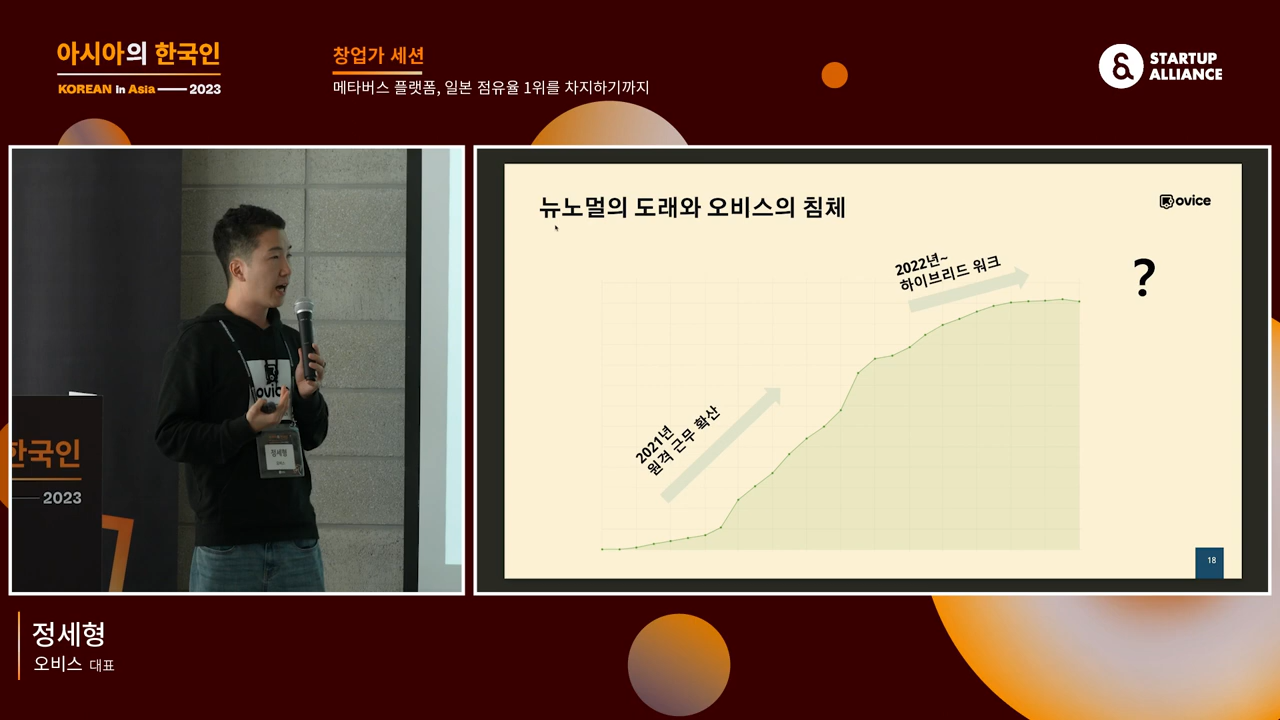 아시아의 한국인
KOREAN in Asia 2023
창업가 세션
메타버스 플랫폼, 일본 점유율 1위를 차지하기까지
STARTUP
ALLIANCE
뉴노멀의 도래와 오비스의 침체
ovice
2021년
원격 근무 확산
2022년~
하이브리드 워크
?
18
ovice
정세형
한국인
2023
정세형
오비스 대표